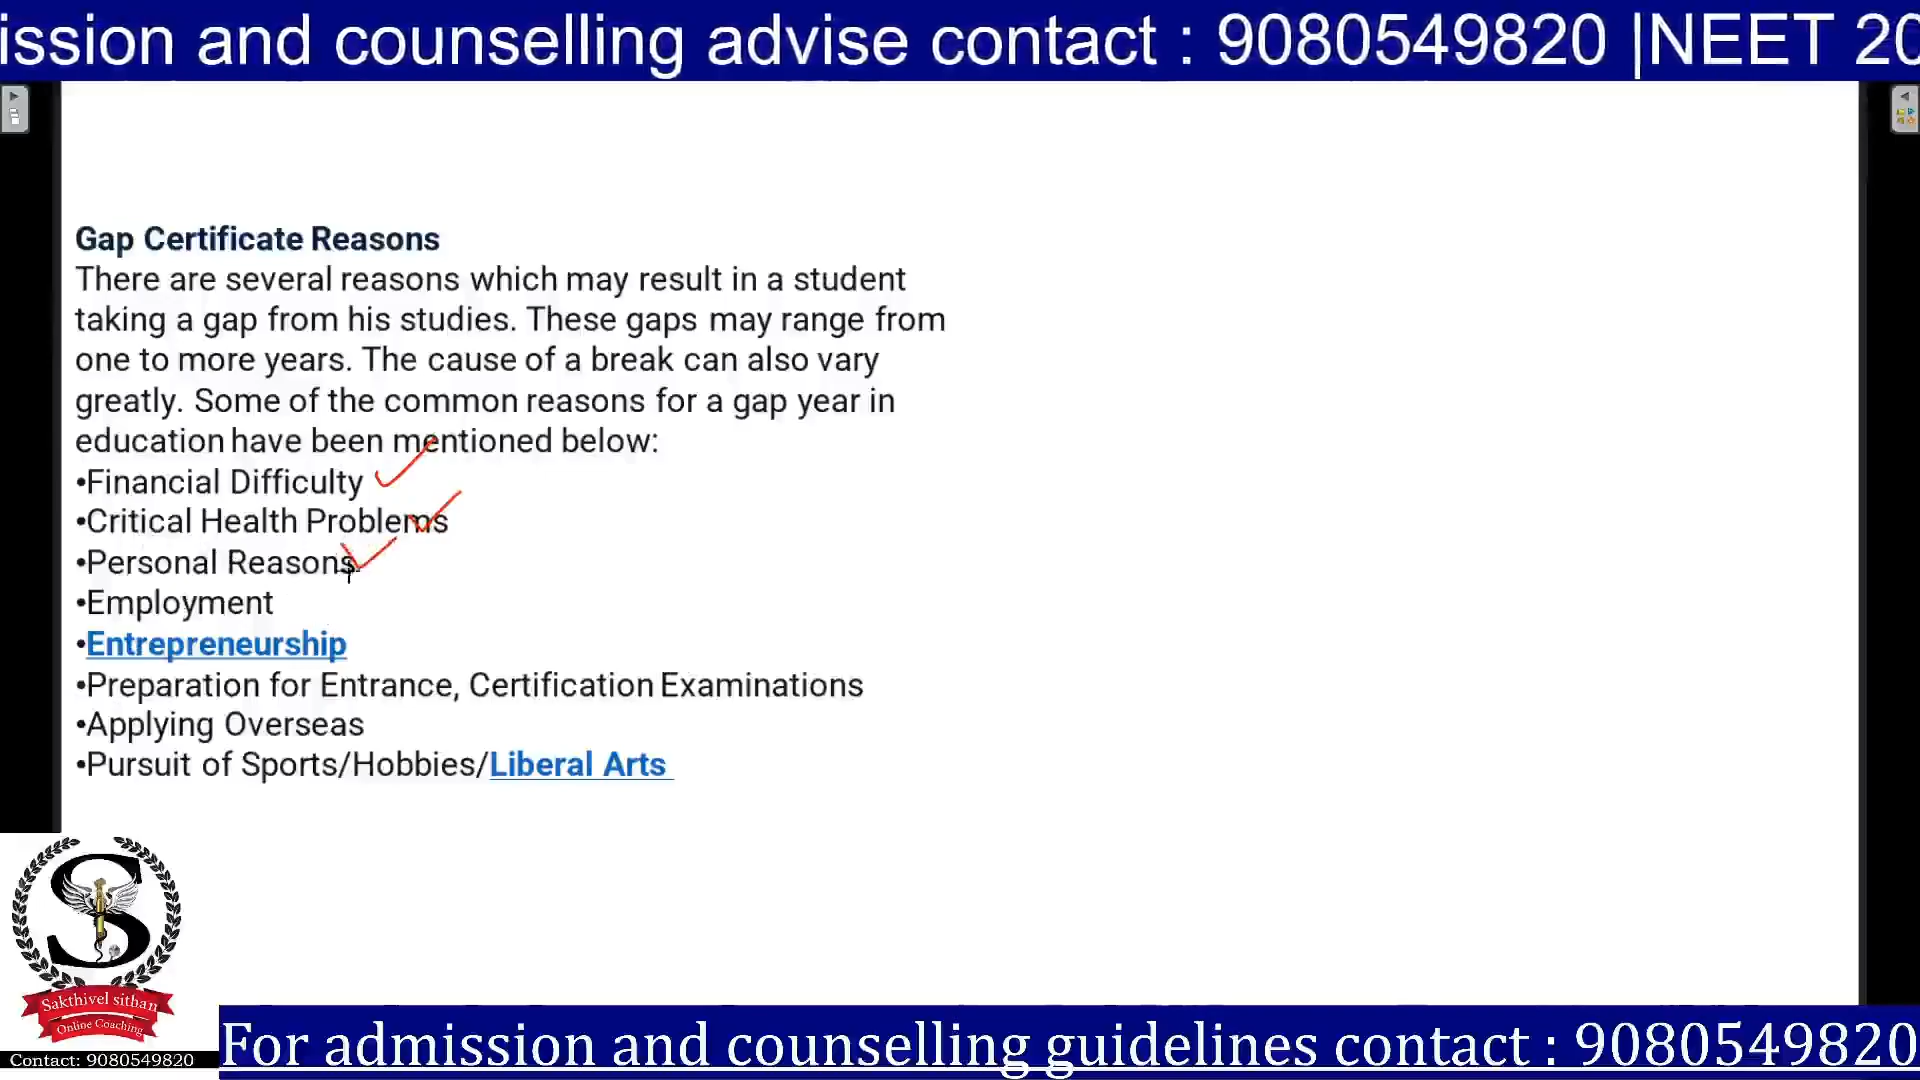 ission and counselling advise contact : 9080549820 |NEET 20
Gap Certificate Reasons
There are several reasons which may result in a student
taking a gap from his studies. These gaps may range from
one to more years. The cause of a break can also vary
greatly. Some of the common reasons for a gap year in
education have been mentioned below:
•Financial Difficulty
•Critical Health Problems
•Personal Reasons
•Employment
•Entrepreneurship
•Preparation for Entrance, Certification Examinations
•Applying Overseas
•Pursuit of Sports/Hobbies/Liberal Arts
S
Sakthivel sithan
Online Coaching
Contact: 9080549820
For admission and counselling guidelines contact : 9080549820